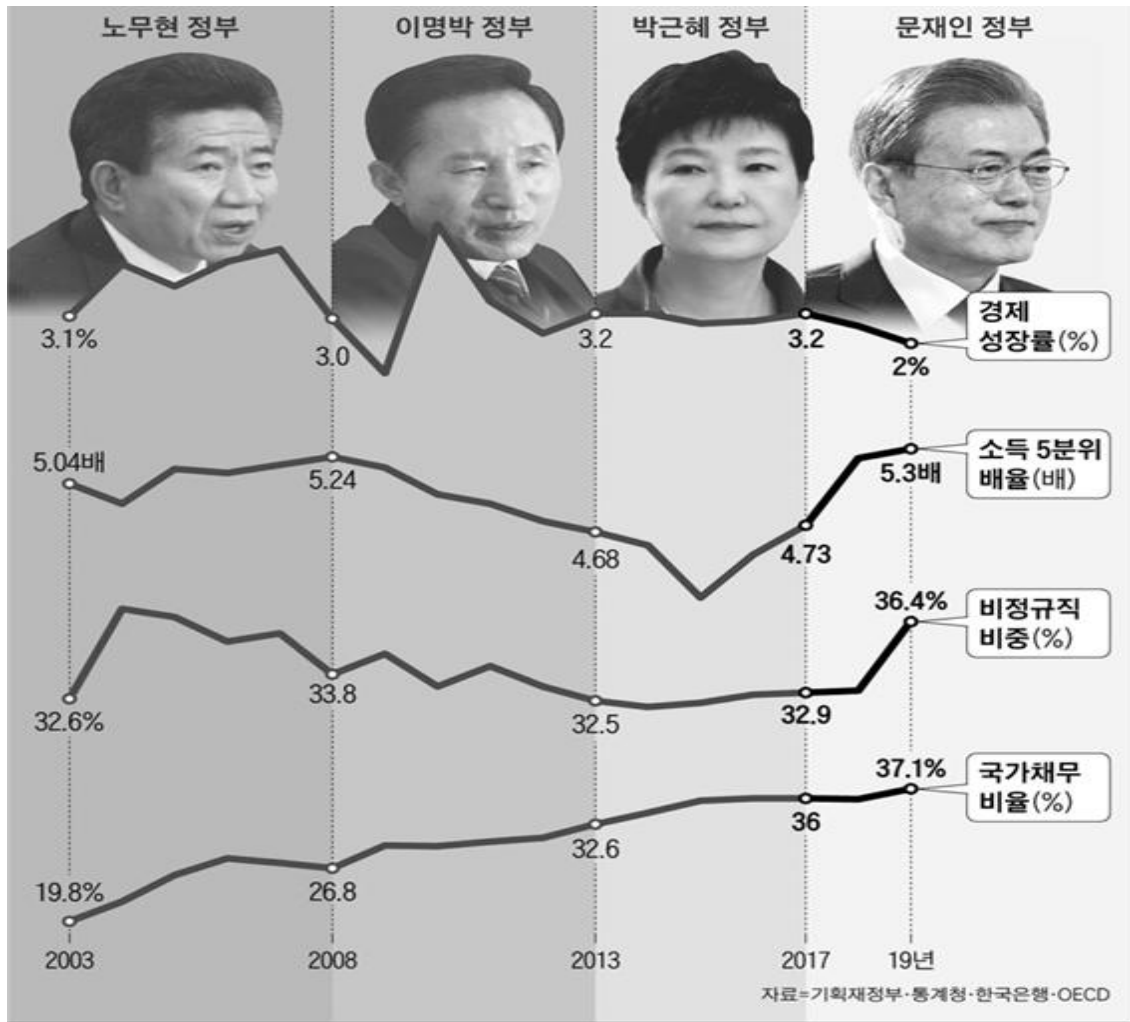 노무현 정부
이명박 정부
박근혜 정부
문재인 정부
3.1%
3.0
3.2
3.2
2%
경제
성장률(%)
5.04배
5.24
4.68
4.73
5.3배
소득 5분위
배율(배)
32.6%
33.8
32.5
32.9
36.4%
비정규직
비중(%)
19.8%
26.8
32.6
36
37.1%
국가채무
비율(%)
2003
2008
2013
2017
19년
자료=기획재정부·통계청·한국은행·OECD